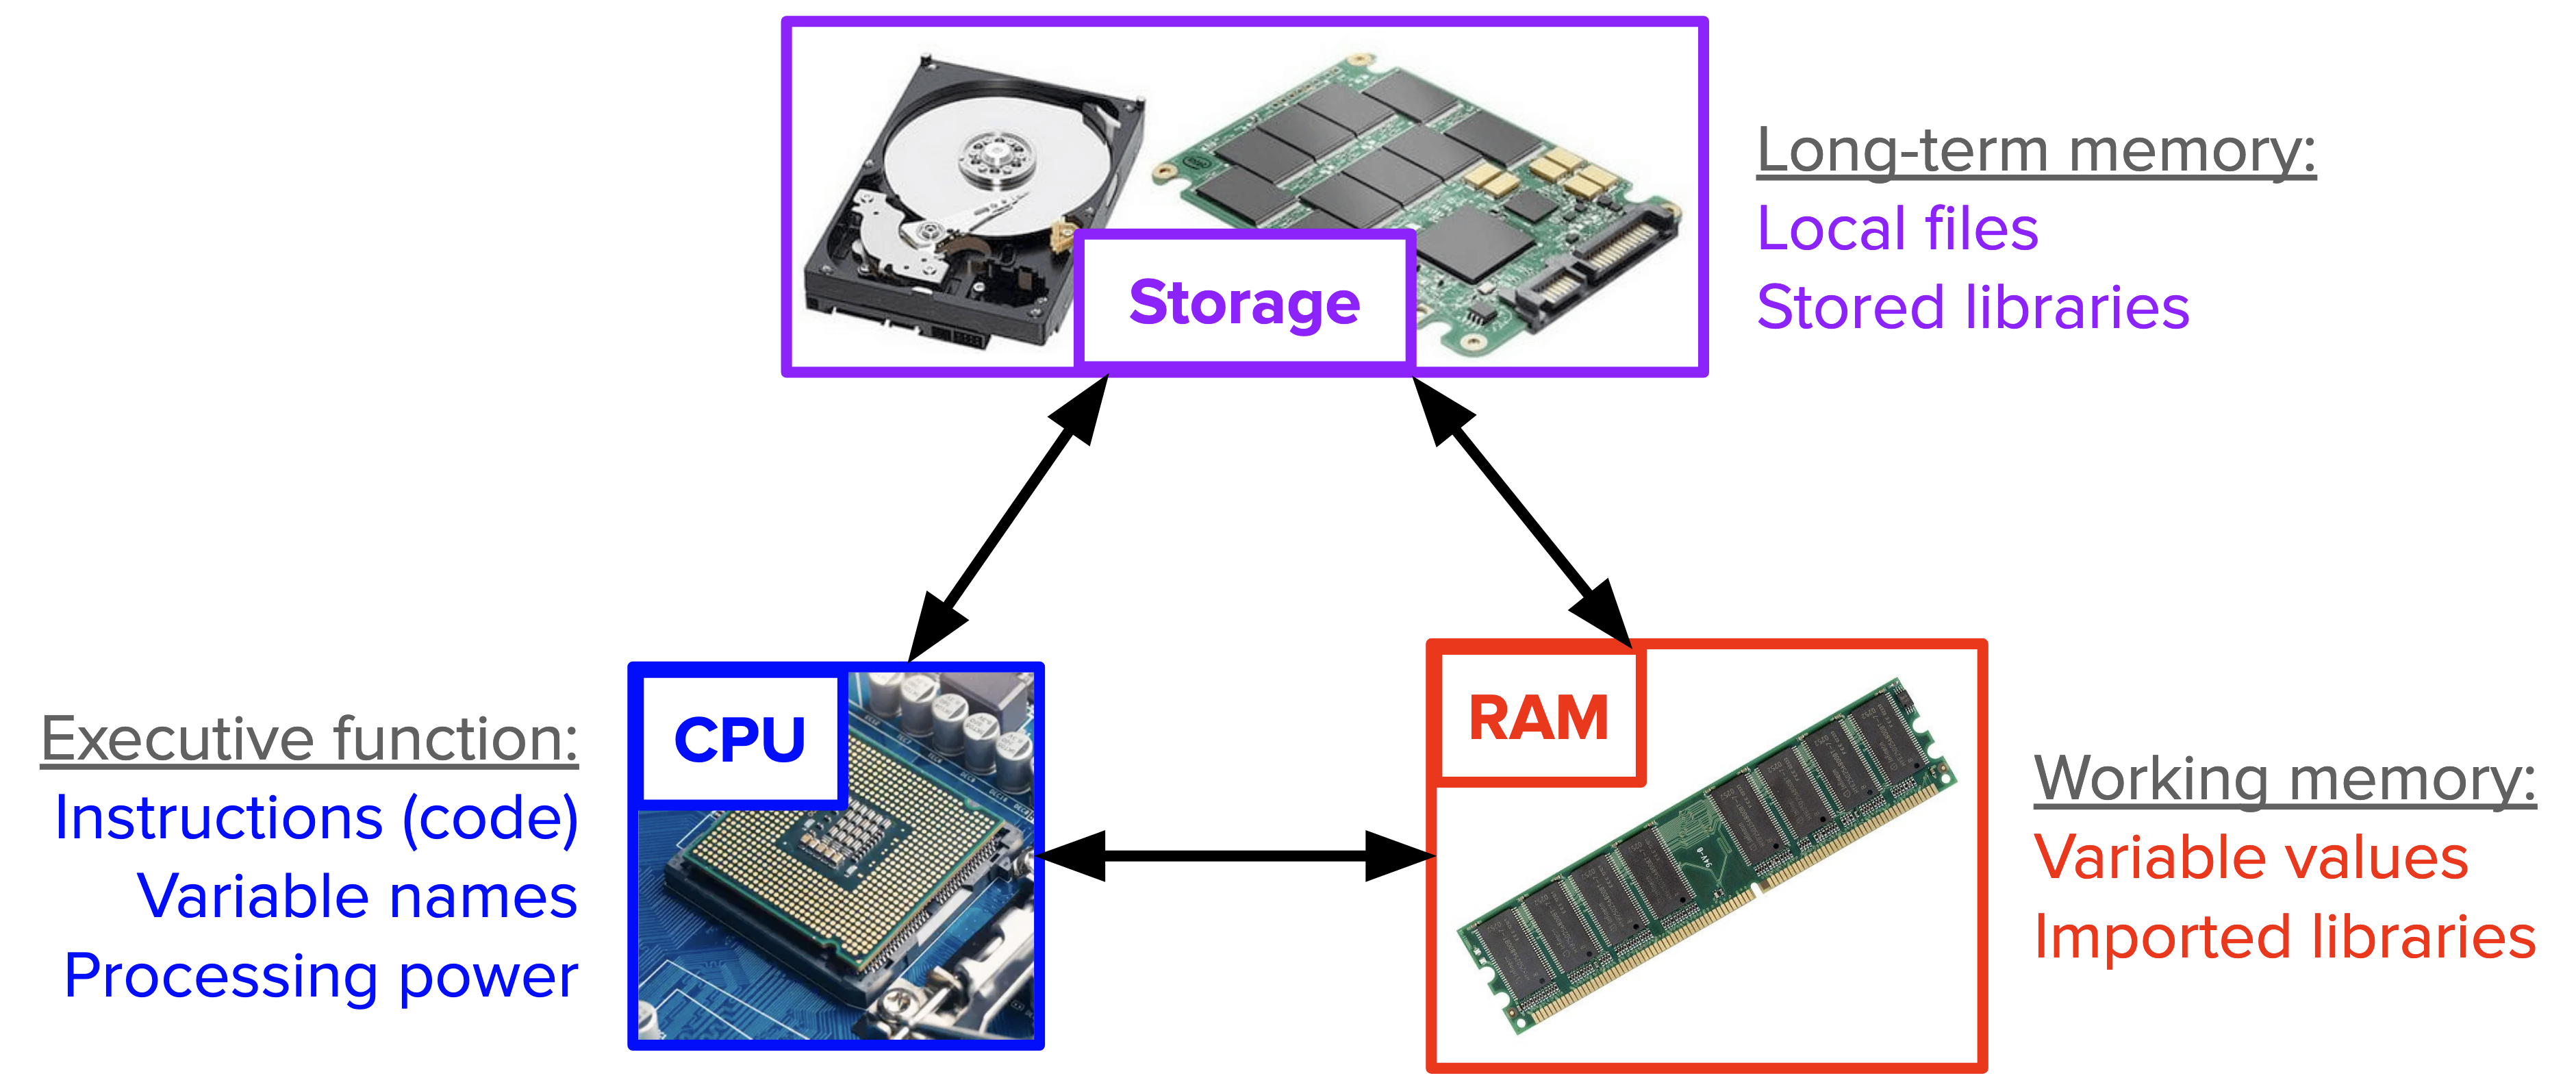 Storage
Long-term memory:
Local files
Stored libraries
CPU
Executive function:
Instructions (code)
Variable names
Processing power
RAM
Working memory:
Variable values
Imported libraries